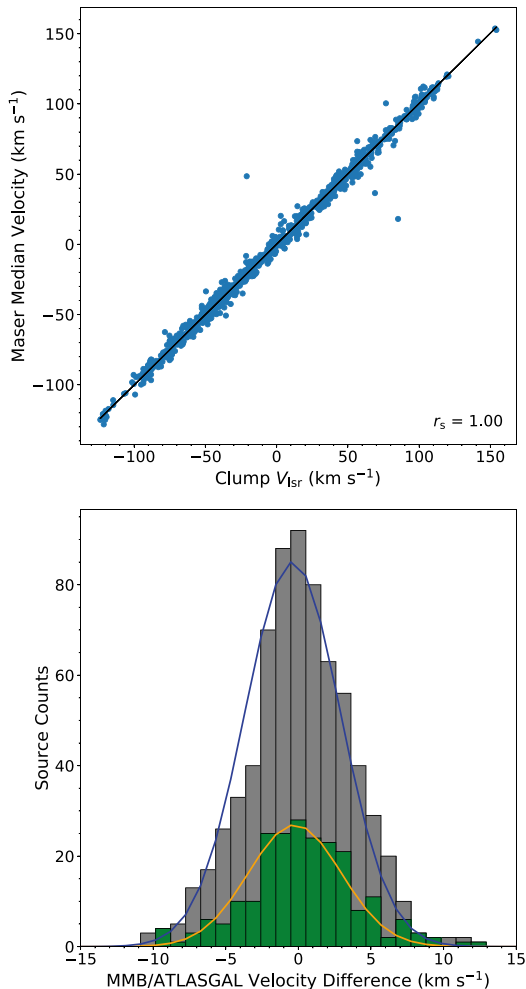 150
100
50
0
−50
−100
Maser Median Velocity (km s⁻¹)
rₛ = 1.00
−100 −50 0 50 100 150
Clump Vₗₛᵣ (km s⁻¹)
80
60
40
20
0
Source Counts
−15 −10 −5 0 5 10 15
MMB/ATLASGAL Velocity Difference (km s⁻¹)